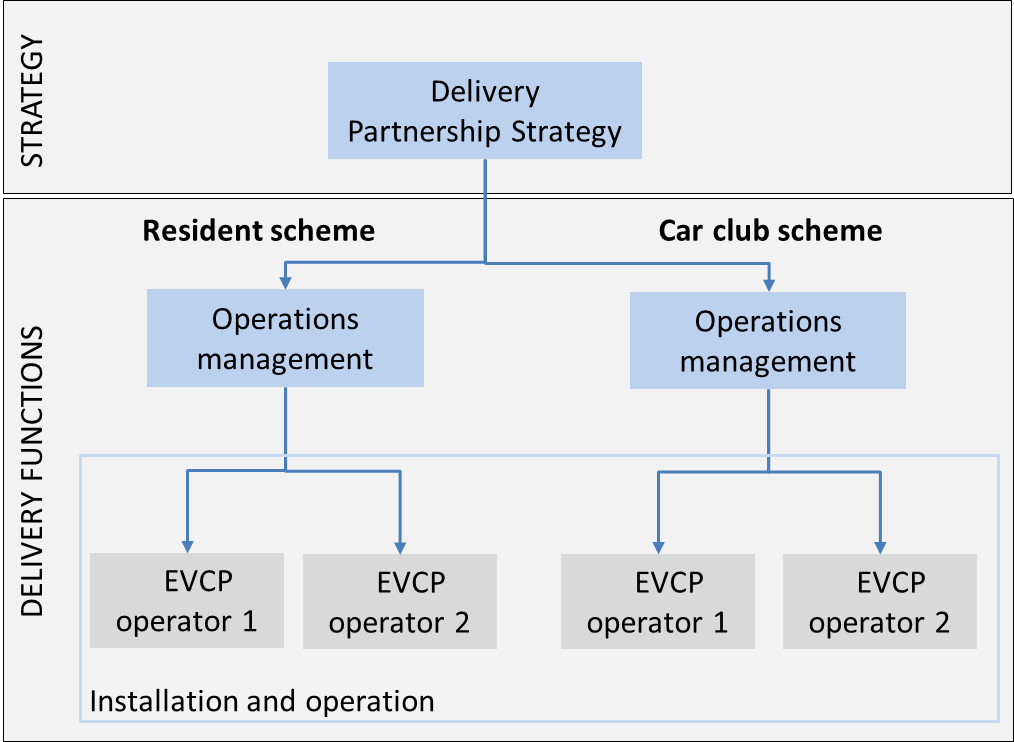 STRATEGY
Delivery
Partnership Strategy
DELIVERY FUNCTIONS
Resident scheme
Car club scheme
Operations
management
Operations
management
EVCP
operator 1
EVCP
operator 2
EVCP
operator 1
EVCP
operator 2
Installation and operation